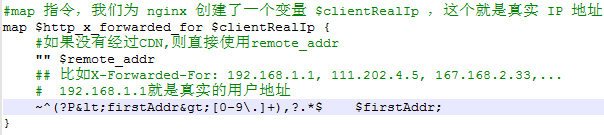 #map 指令，我们为 nginx 创建了一个变量 $clientRealIp ，这个就是真实 IP 地址
map $http_x_forwarded_for $clientRealIp {
#如果没有经过CDN,则直接使用remote_addr
"" $remote_addr
## 比如X-Forwarded-For: 192.168.1.1, 111.202.4.5, 167.168.2.33,...
# 192.168.1.1就是真实的用户地址
~^(?P&lt;firstAddr&gt;[0-9\.]+),?.*$ $firstAddr;
}